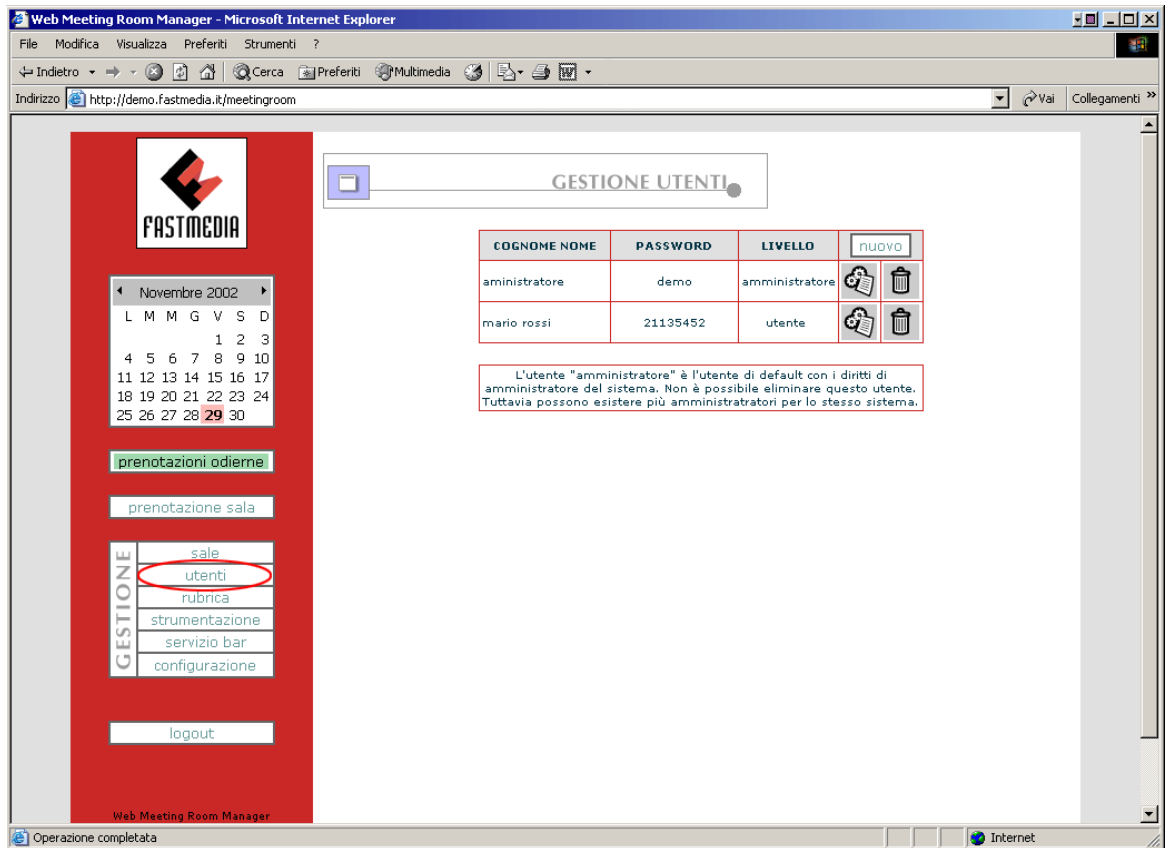 Web Meeting Room Manager - Microsoft Internet Explorer
File Modifica Visualizza Preferiti Strumenti ?
Indietro Cerca Preferiti Multimedia
Indirizzo http://demo.fastmedia.it/meetingroom Vai Collegamenti »
FASTMEDIA
Novembre 2002
L M M G V S D
1 2 3
4 5 6 7 8 9 10
11 12 13 14 15 16 17
18 19 20 21 22 23 24
25 26 27 28 29 30
prenotazioni odierne
prenotazione sala
GESTIONE
sale
utenti
rubrica
strumentazione
servizio bar
configurazione
logout
Web Meeting Room Manager
GESTIONE UTENTI
COGNOME NOME PASSWORD LIVELLO nuovo
aministratore demo amministratore
mario rossi 21135452 utente
L'utente "amministratore" è l'utente di default con i diritti di
amministratore del sistema. Non è possibile eliminare questo utente.
Tuttavia possono esistere più amministratratori per lo stesso sistema.
Operazione completata Internet